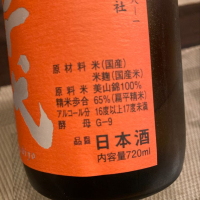 社
原材料 米(国産)
米麹(国産米)
原料米 美山錦100%
精米歩合 65%(扁平精米)
アルコール分 16度以上17度未満
酵母 G-9
品目 日本酒
内容量720ml
代